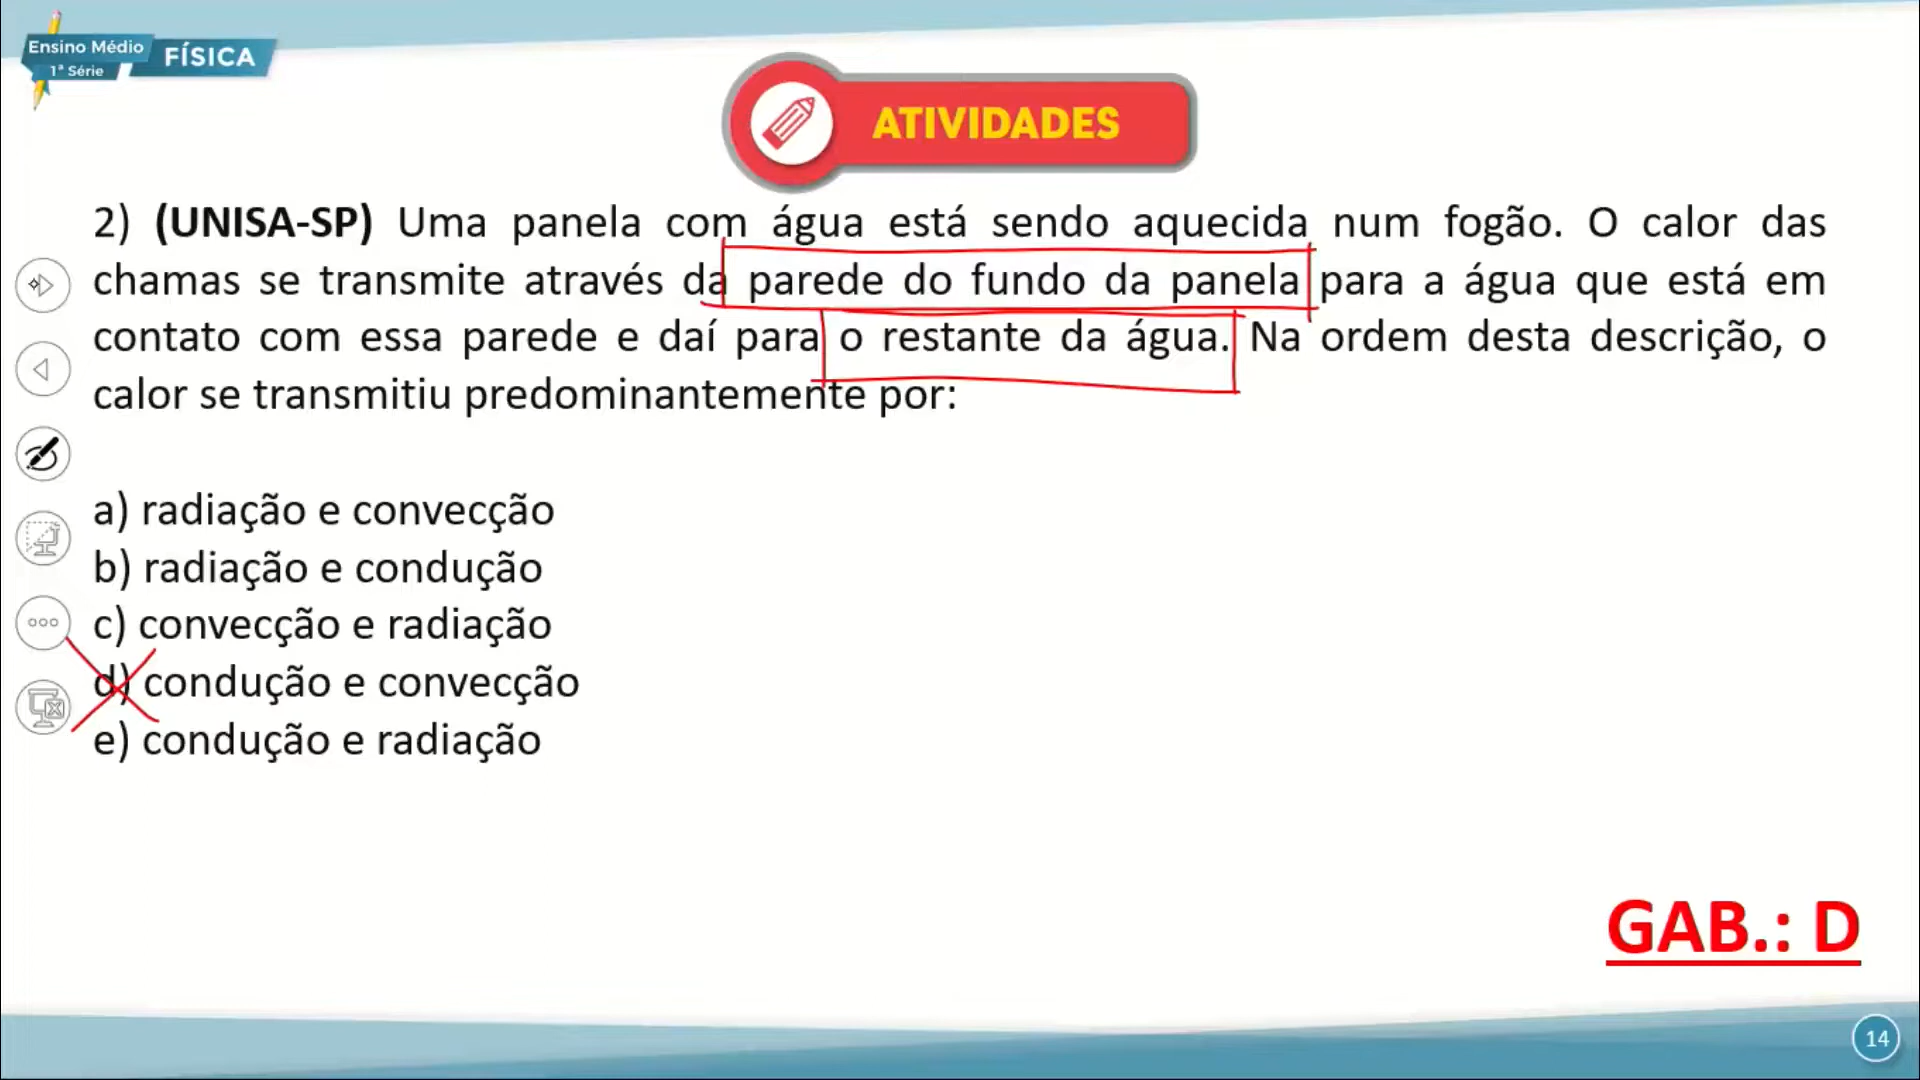 Ensino Médio
1ª Série
FÍSICA
ATIVIDADES
2) (UNISA-SP) Uma panela com água está sendo aquecida num fogão. O calor das
chamas se transmite através da parede do fundo da panela para a água que está em
contato com essa parede e daí para o restante da água. Na ordem desta descrição, o
calor se transmitiu predominantemente por:
a) radiação e convecção
b) radiação e condução
c) convecção e radiação
d) condução e convecção
e) condução e radiação
GAB.: D
14